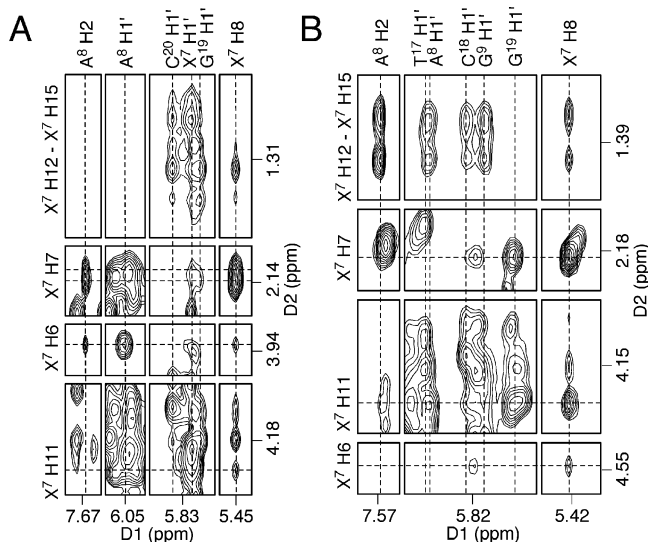 A
A⁸ H2
A⁸ H1'
C²⁰ H1'
X⁷ H1'
G¹⁹ H1'
X⁷ H8
X⁷ H12 - X⁷ H15
X⁷ H7
X⁷ H6
X⁷ H11
1.31
2.14
3.94
4.18
D2 (ppm)
7.67 6.05 5.83 5.45
D1 (ppm)
B
A⁸ H2
T¹⁷ H1'
A⁸ H1'
C¹⁸ H1'
G⁹ H1'
G¹⁹ H1'
X⁷ H8
X⁷ H12 - X⁷ H15
X⁷ H7
X⁷ H11
X⁷ H6
1.39
2.18
4.15
4.55
D2 (ppm)
7.57 5.82 5.42
D1 (ppm)